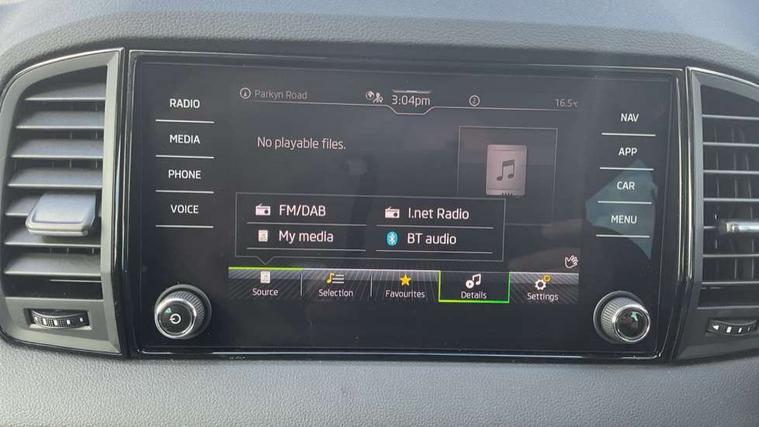 RADIO
MEDIA
PHONE
VOICE
Parkyn Road
3:04pm
16.5°C
No playable files.
FM/DAB
I.net Radio
My media
BT audio
Source
Selection
Favourites
Details
Settings
NAV
APP
CAR
MENU